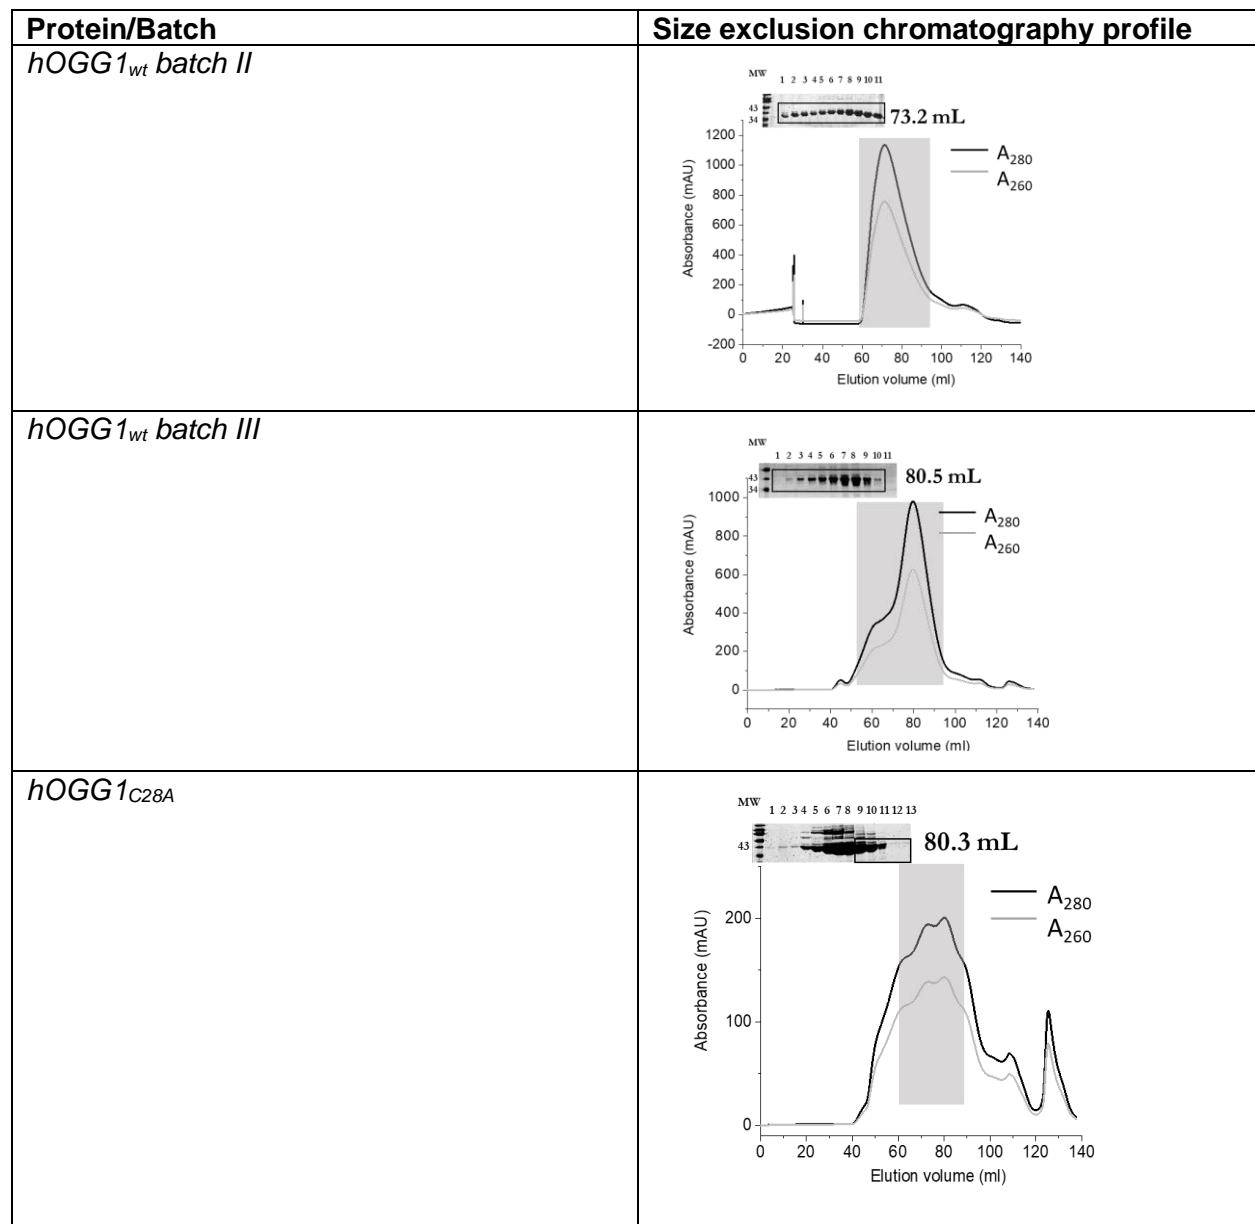 Protein/Batch
Size exclusion chromatography profile
hOGG1wt batch II
MW
1 2 3 4 5 6 7 8 9 10 11
43
34
73.2 mL
A280
A260
1200
1000
800
600
400
200
0
-200
Absorbance (mAU)
0 20 40 60 80 100 120 140
Elution volume (ml)
hOGG1wt batch III
MW
1 2 3 4 5 6 7 8 9 10 11
43
34
80.5 mL
A280
A260
1000
800
600
400
200
0
Absorbance (mAU)
0 20 40 60 80 100 120 140
Elution volume (ml)
hOGG1C28A
MW
1 2 3 4 5 6 7 8 9 10 11 12 13
43
80.3 mL
A280
A260
200
100
0
Absorbance (mAU)
0 20 40 60 80 100 120 140
Elution volume (ml)